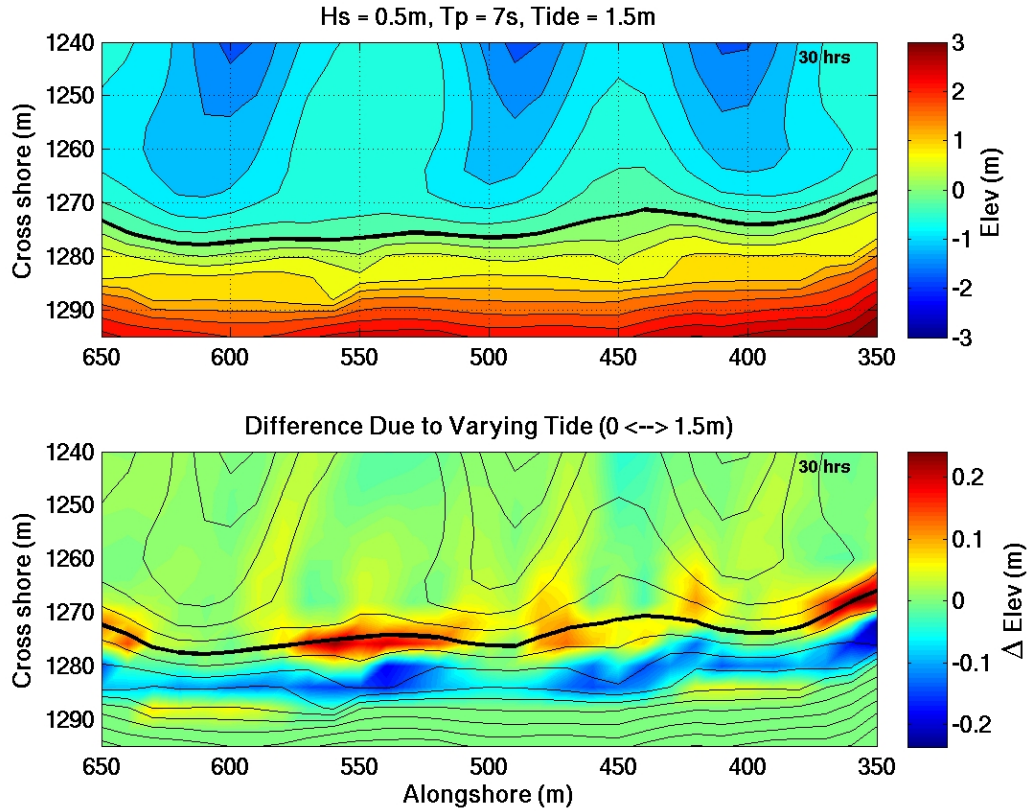 Hs = 0.5m, Tp = 7s, Tide = 1.5m
30 hrs
Cross shore (m)
1240
1250
1260
1270
1280
1290
650 600 550 500 450 400 350
3
2
1
0
-1
-2
-3
Elev (m)
Difference Due to Varying Tide (0 <--> 1.5m)
30 hrs
Cross shore (m)
1240
1250
1260
1270
1280
1290
650 600 550 500 450 400 350
Alongshore (m)
0.2
0.1
0
-0.1
-0.2
Δ Elev (m)